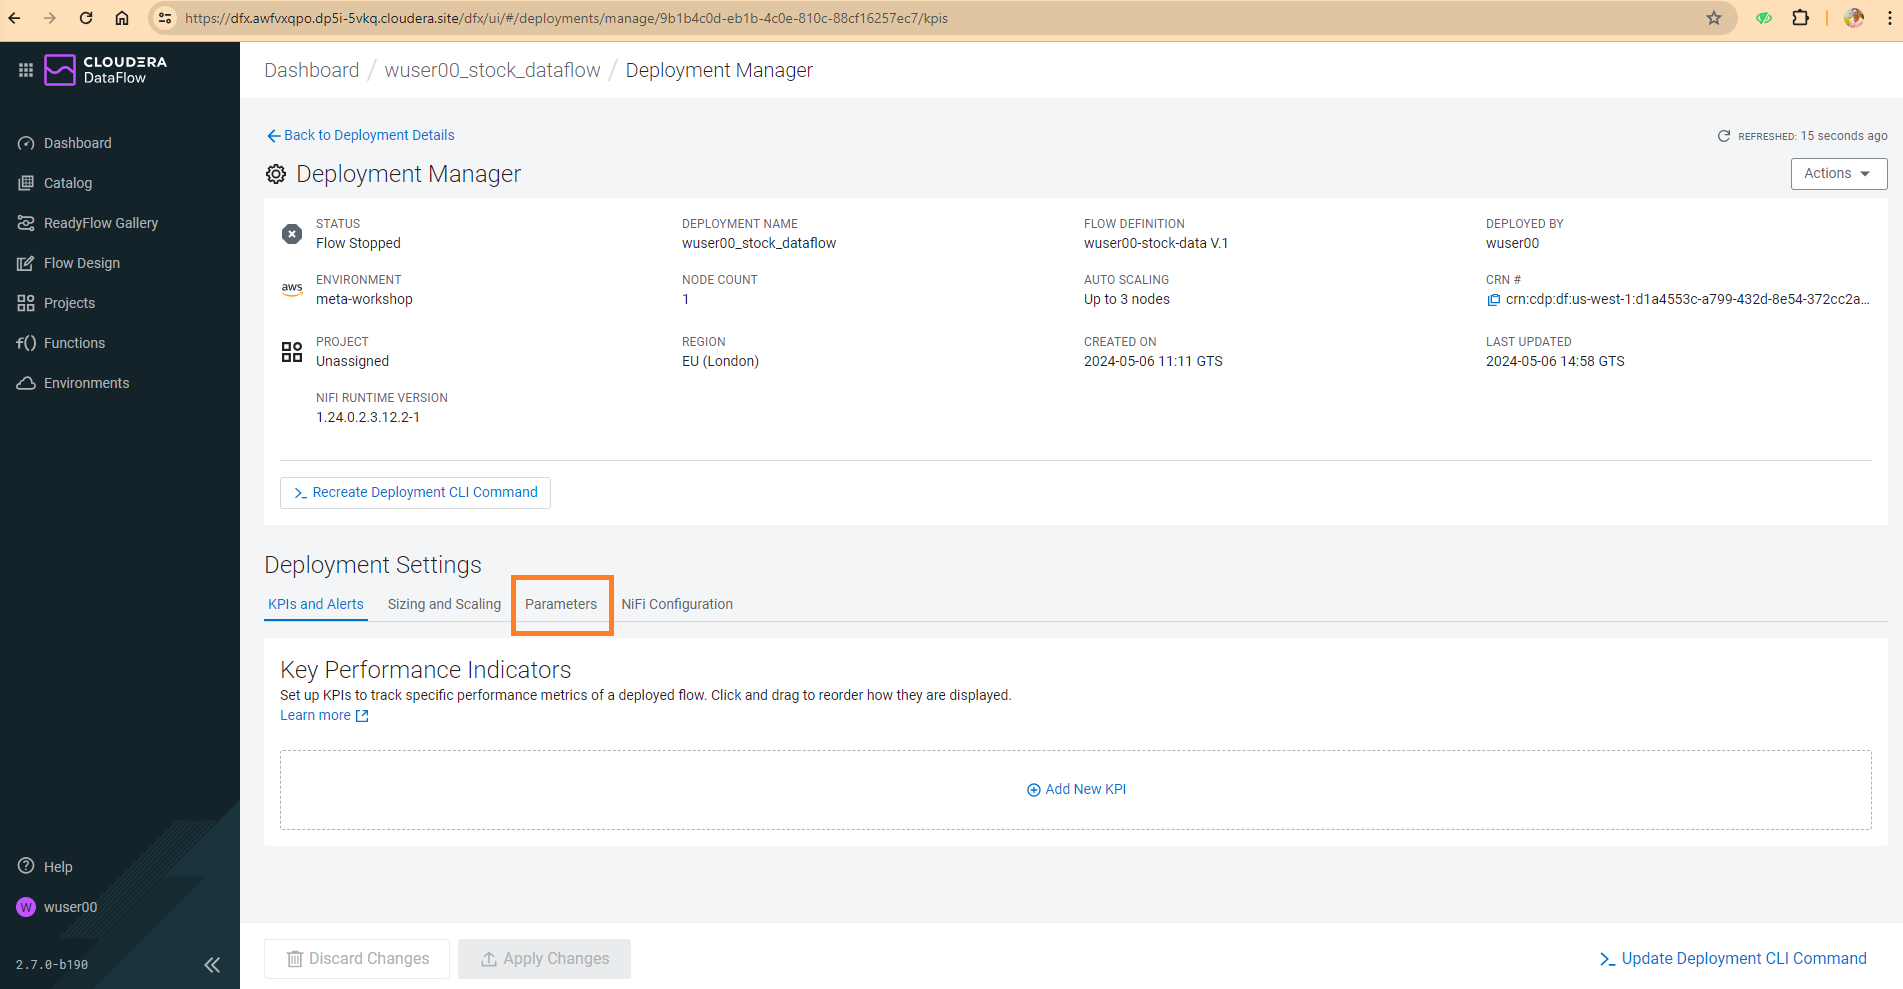 https://dfx.awfvxqpo.dp5i-5vkq.cloudera.site/dfx/ui/#/deployments/manage/9b1b4c0d-eb1b-4c0e-810c-88cf16257ec7/kpis
CLOUDERA
DataFlow
Dashboard
Catalog
ReadyFlow Gallery
Flow Design
Projects
f() Functions
Environments
Help
W wuser00
2.7.0-b190
Dashboard / wuser00_stock_dataflow / Deployment Manager
Back to Deployment Details
REFRESHED: 15 seconds ago
Deployment Manager
Actions
STATUS
Flow Stopped
DEPLOYMENT NAME
wuser00_stock_dataflow
FLOW DEFINITION
wuser00-stock-data V.1
DEPLOYED BY
wuser00
aws
ENVIRONMENT
meta-workshop
NODE COUNT
1
AUTO SCALING
Up to 3 nodes
CRN #
crn:cdp:df:us-west-1:d1a4553c-a799-432d-8e54-372cc2a...
PROJECT
Unassigned
REGION
EU (London)
CREATED ON
2024-05-06 11:11 GTS
LAST UPDATED
2024-05-06 14:58 GTS
NIFI RUNTIME VERSION
1.24.0.2.3.12.2-1
>_ Recreate Deployment CLI Command
Deployment Settings
KPIs and Alerts Sizing and Scaling Parameters NiFi Configuration
Key Performance Indicators
Set up KPIs to track specific performance metrics of a deployed flow. Click and drag to reorder how they are displayed.
Learn more
Add New KPI
Discard Changes
Apply Changes
>_ Update Deployment CLI Command